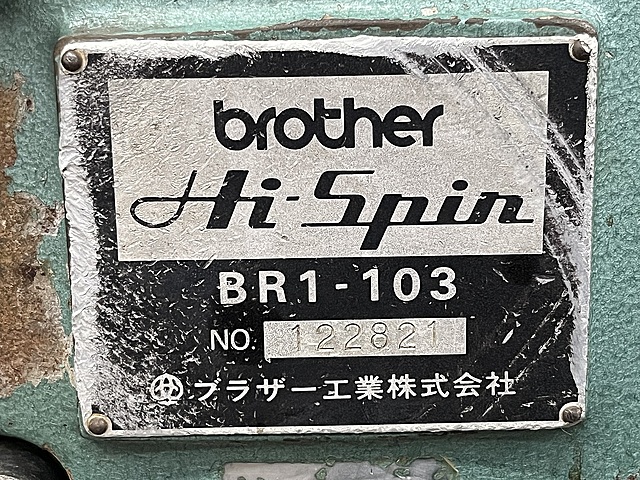 brother
Hi-Spin
BR1-103
NO. 122821
ブラザー工業株式会社